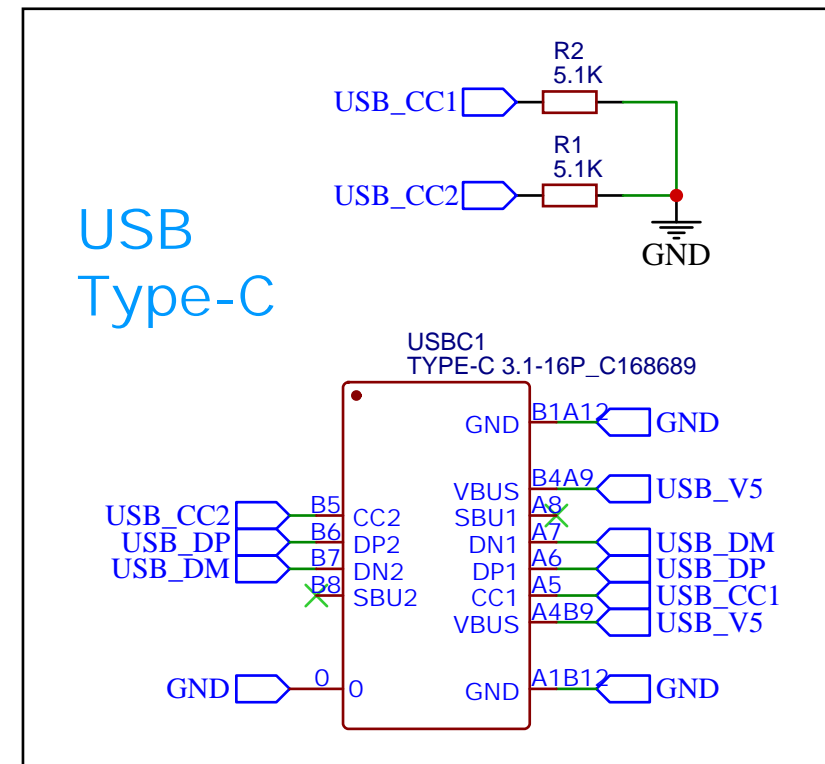 R2
5.1K
USB_CC1
R1
5.1K
USB_CC2
GND
USB
Type-C
USBC1
TYPE-C 3.1-16P_C168689
GND B1A12 GND
VBUS B4A9 USB_V5
USB_CC2 B5 CC2 SBU1 A8
USB_DP B6 DP2 DN1 A7 USB_DM
USB_DM B7 DN2 DP1 A6 USB_DP
B8 SBU2 CC1 A5 USB_CC1
VBUS A4B9 USB_V5
GND 0 0 GND A1B12 GND